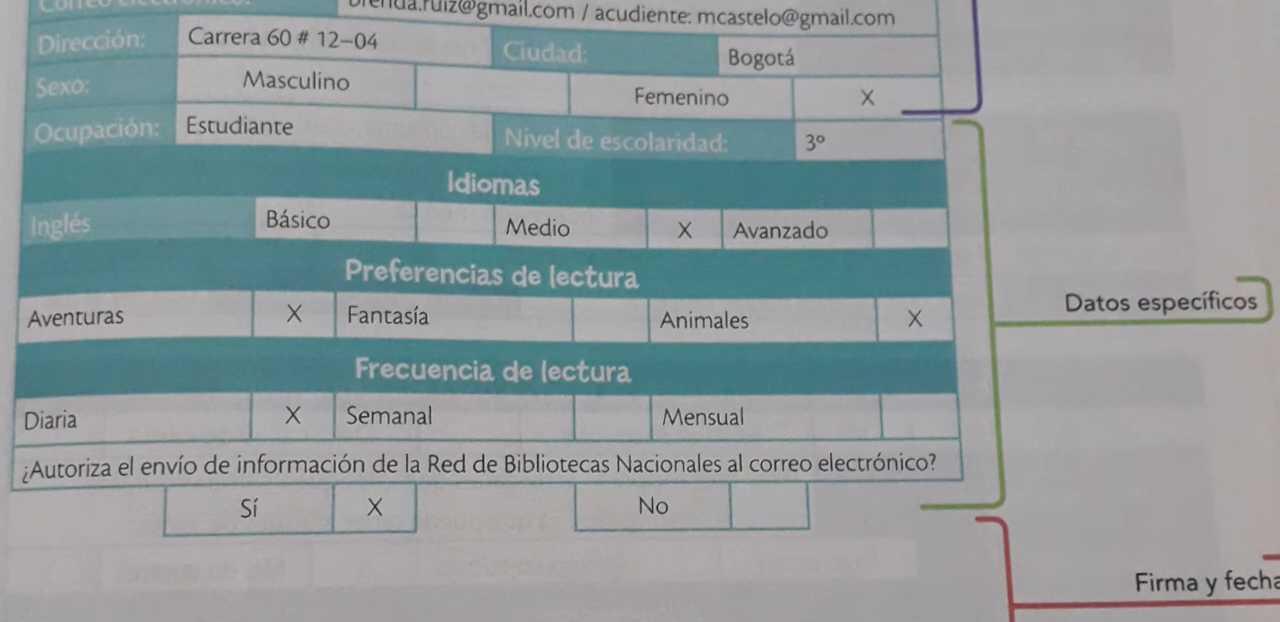 Correo electrónico: brenda.ruiz@gmail.com / acudiente: mcastelo@gmail.com
Dirección: Carrera 60 # 12–04 Ciudad: Bogotá
Sexo: Masculino Femenino X
Ocupación: Estudiante Nivel de escolaridad: 3º
Idiomas
Inglés Básico Medio X Avanzado
Preferencias de lectura
Aventuras X Fantasía Animales X
Datos específicos
Frecuencia de lectura
Diaria X Semanal Mensual
¿Autoriza el envío de información de la Red de Bibliotecas Nacionales al correo electrónico?
Sí X No
Firma y fecha